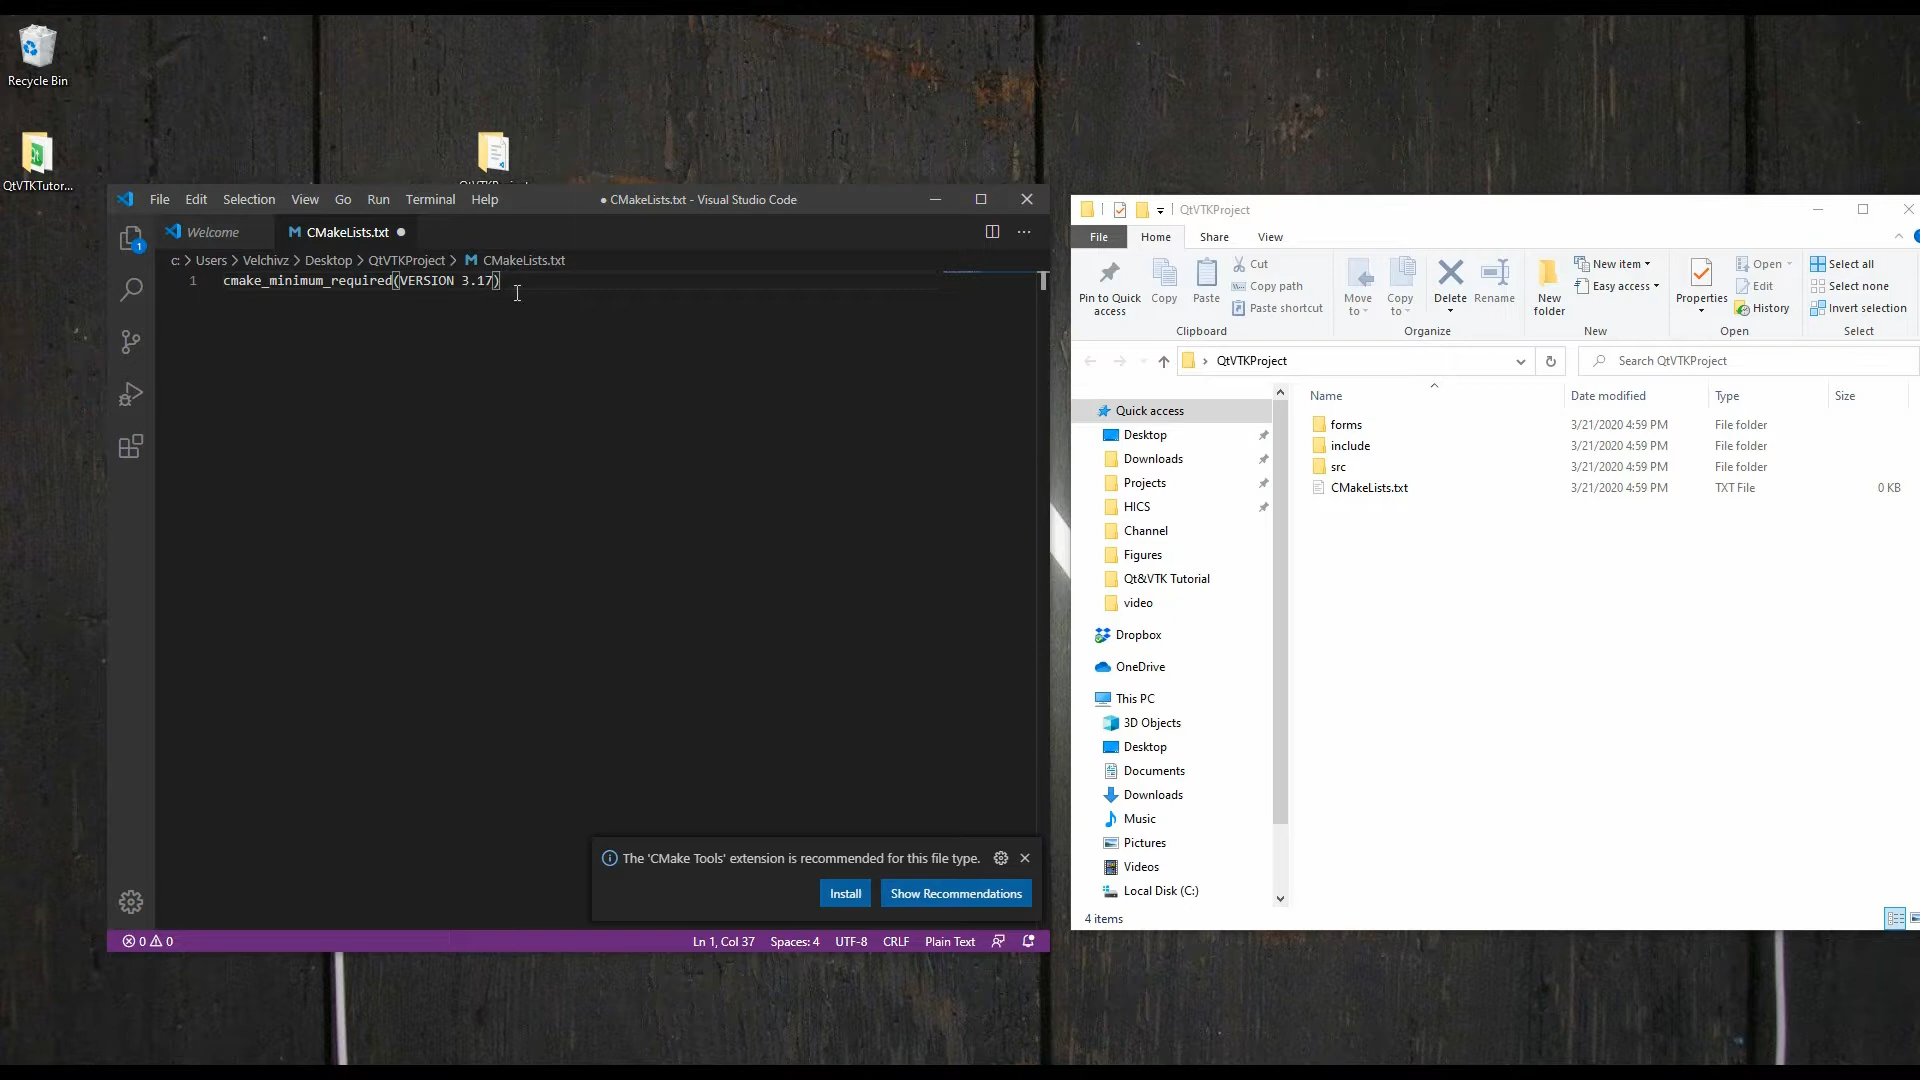 Recycle Bin
QtVTKTutor...
File Edit Selection View Go Run Terminal Help
● CMakeLists.txt - Visual Studio Code
Welcome
CMakeLists.txt ●
c: > Users > Velchivz > Desktop > QtVTKProject > CMakeLists.txt
1 cmake_minimum_required(VERSION 3.17)
1
The 'CMake Tools' extension is recommended for this file type.
Install
Show Recommendations
0 0
Ln 1, Col 37 Spaces: 4 UTF-8 CRLF Plain Text
QtVTKProject
File Home Share View
Pin to Quick access
Copy
Paste
Cut
Copy path
Paste shortcut
Clipboard
Move to
Copy to
Delete
Rename
Organize
New folder
New item
Easy access
New
Properties
Open
Edit
History
Open
Select all
Select none
Invert selection
Select
QtVTKProject
Search QtVTKProject
Name Date modified Type Size
forms 3/21/2020 4:59 PM File folder
include 3/21/2020 4:59 PM File folder
src 3/21/2020 4:59 PM File folder
CMakeLists.txt 3/21/2020 4:59 PM TXT File 0 KB
Quick access
Desktop
Downloads
Projects
HICS
Channel
Figures
Qt&VTK Tutorial
video
Dropbox
OneDrive
This PC
3D Objects
Desktop
Documents
Downloads
Music
Pictures
Videos
Local Disk (C:)
4 items